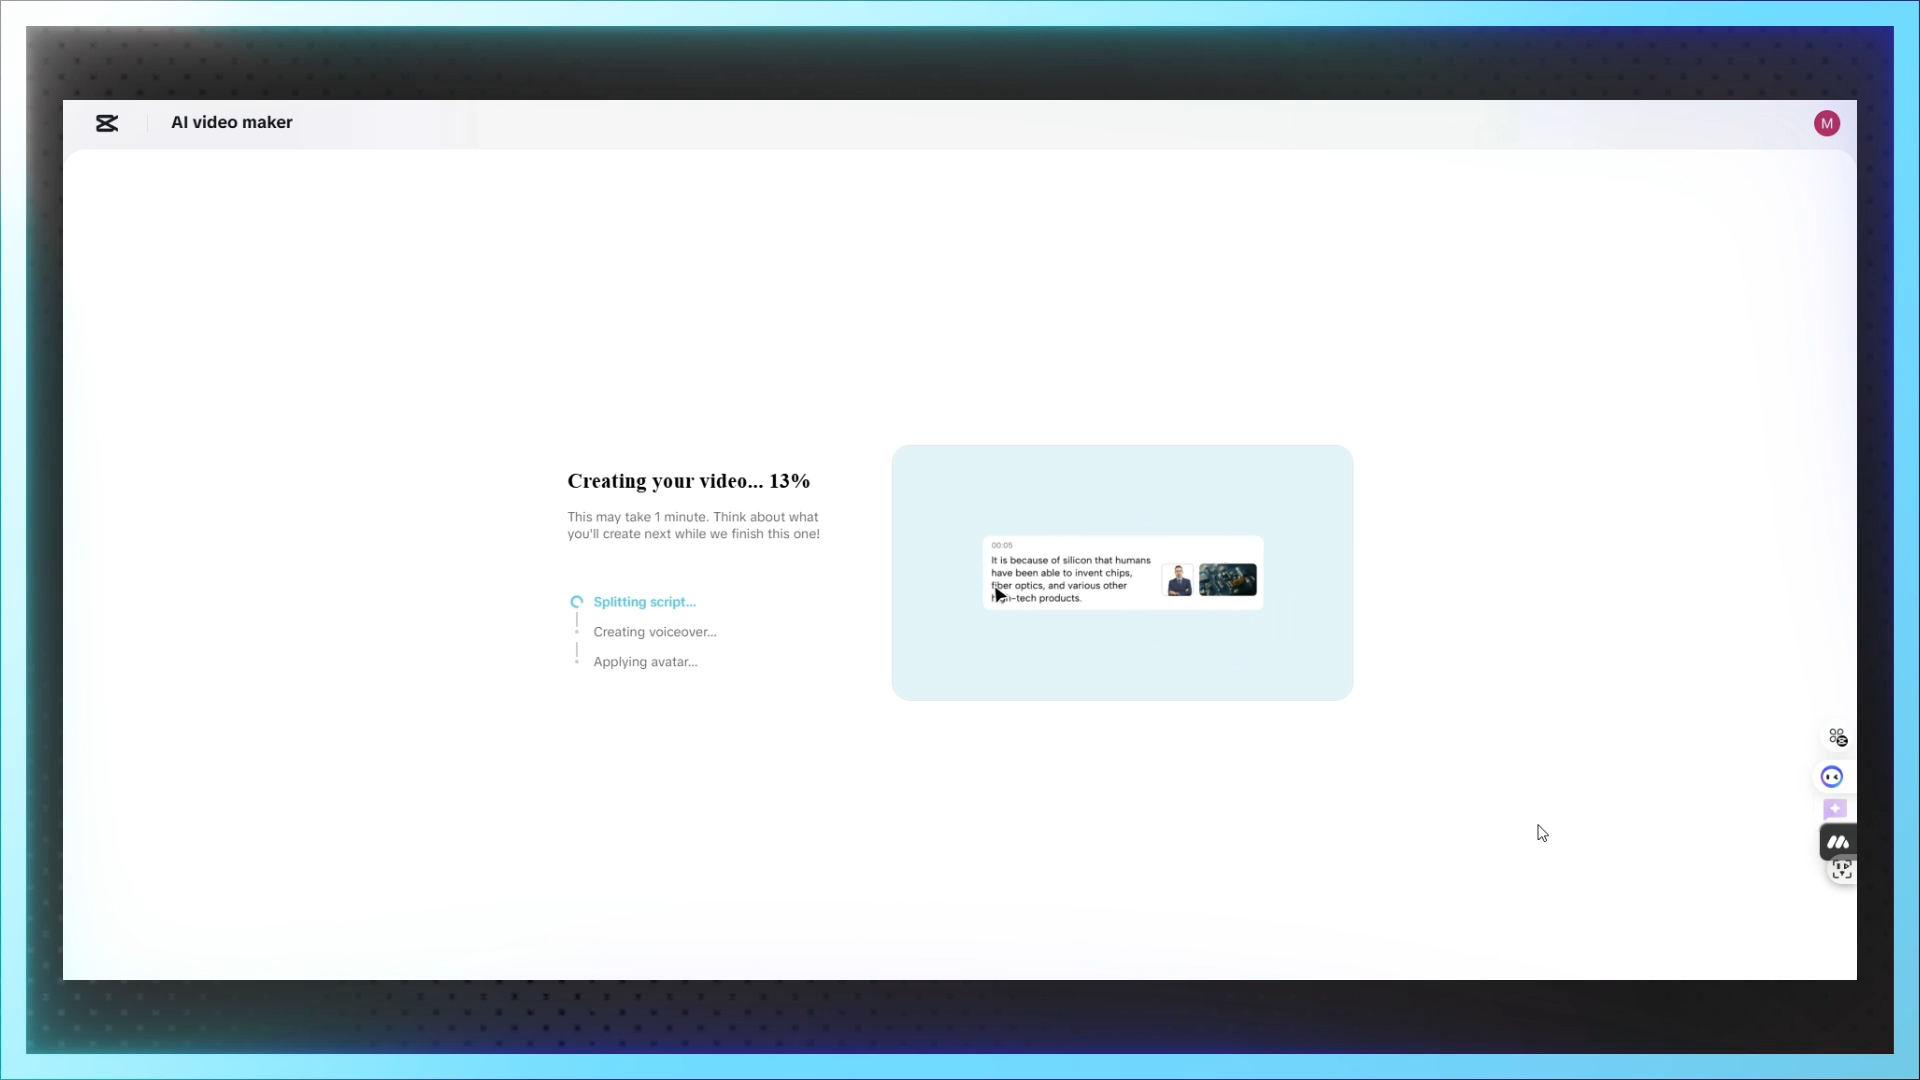 AI video maker
M
Creating your video... 13%
This may take 1 minute. Think about what
you'll create next while we finish this one!
Splitting script...
Creating voiceover...
Applying avatar...
00:05
It is because of silicon that humans
have been able to invent chips,
fiber optics, and various other
high-tech products.